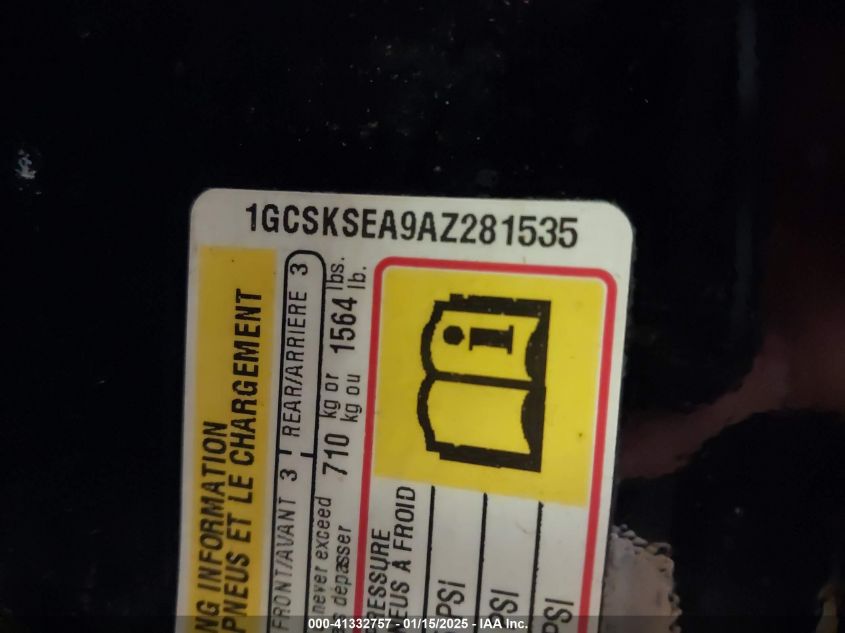 1GCSKSEA9AZ281535
NG INFORMATION
PNEUS ET LE CHARGEMENT
FRONT/AVANT 3 REAR/ARRIERE 3
never exceed 710 kg or 1564 lbs.
dépasser kg ou lb.
PRESSURE
À FROID
PSI
PSI
PSI
000-41332757 - 01/15/2025 - IAA Inc.